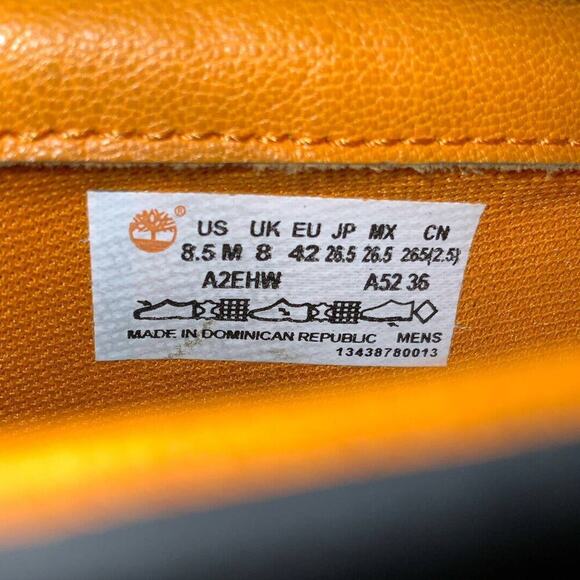 US UK EU JP MX CN
8.5 M 8 42 26.5 26.5 265(2.5)
A2EHW A52 36
MADE IN DOMINICAN REPUBLIC MENS
13438780013
®